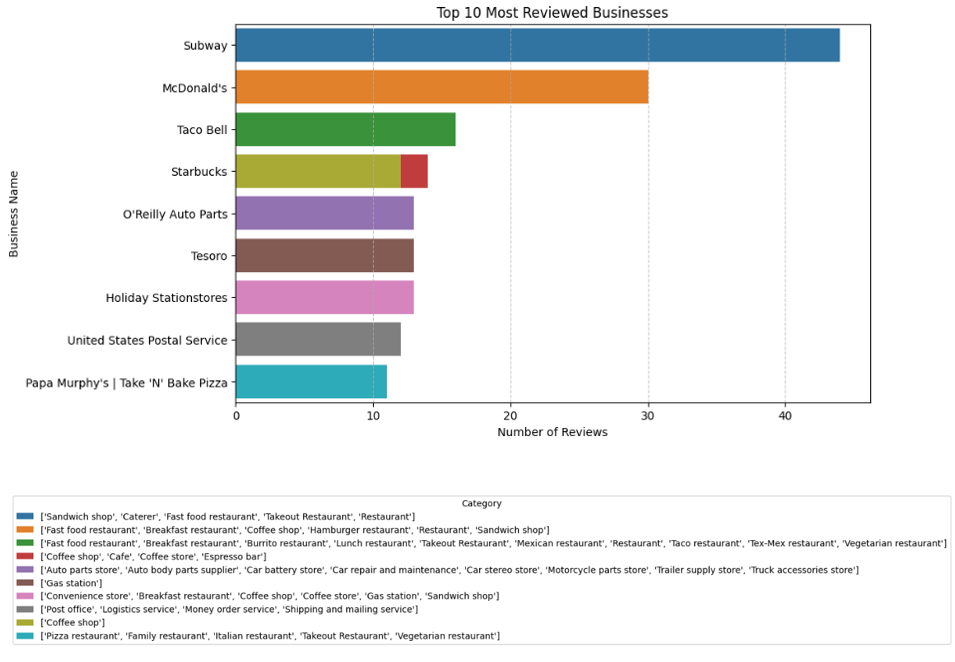 Top 10 Most Reviewed Businesses
Subway
McDonald's
Taco Bell
Starbucks
O'Reilly Auto Parts
Tesoro
Holiday Stationstores
United States Postal Service
Papa Murphy's | Take 'N' Bake Pizza
Business Name
0 10 20 30 40
Number of Reviews
Category
['Sandwich shop', 'Caterer', 'Fast food restaurant', 'Takeout Restaurant', 'Restaurant']
['Fast food restaurant', 'Breakfast restaurant', 'Coffee shop', 'Hamburger restaurant', 'Restaurant', 'Sandwich shop']
['Fast food restaurant', 'Breakfast restaurant', 'Burrito restaurant', 'Lunch restaurant', 'Takeout Restaurant', 'Mexican restaurant', 'Restaurant', 'Taco restaurant', 'Tex-Mex restaurant', 'Vegetarian restaurant']
['Coffee shop', 'Cafe', 'Coffee store', 'Espresso bar']
['Auto parts store', 'Auto body parts supplier', 'Car battery store', 'Car repair and maintenance', 'Car stereo store', 'Motorcycle parts store', 'Trailer supply store', 'Truck accessories store']
['Gas station']
['Convenience store', 'Breakfast restaurant', 'Coffee shop', 'Coffee store', 'Gas station', 'Sandwich shop']
['Post office', 'Logistics service', 'Money order service', 'Shipping and mailing service']
['Coffee shop']
['Pizza restaurant', 'Family restaurant', 'Italian restaurant', 'Takeout Restaurant', 'Vegetarian restaurant']